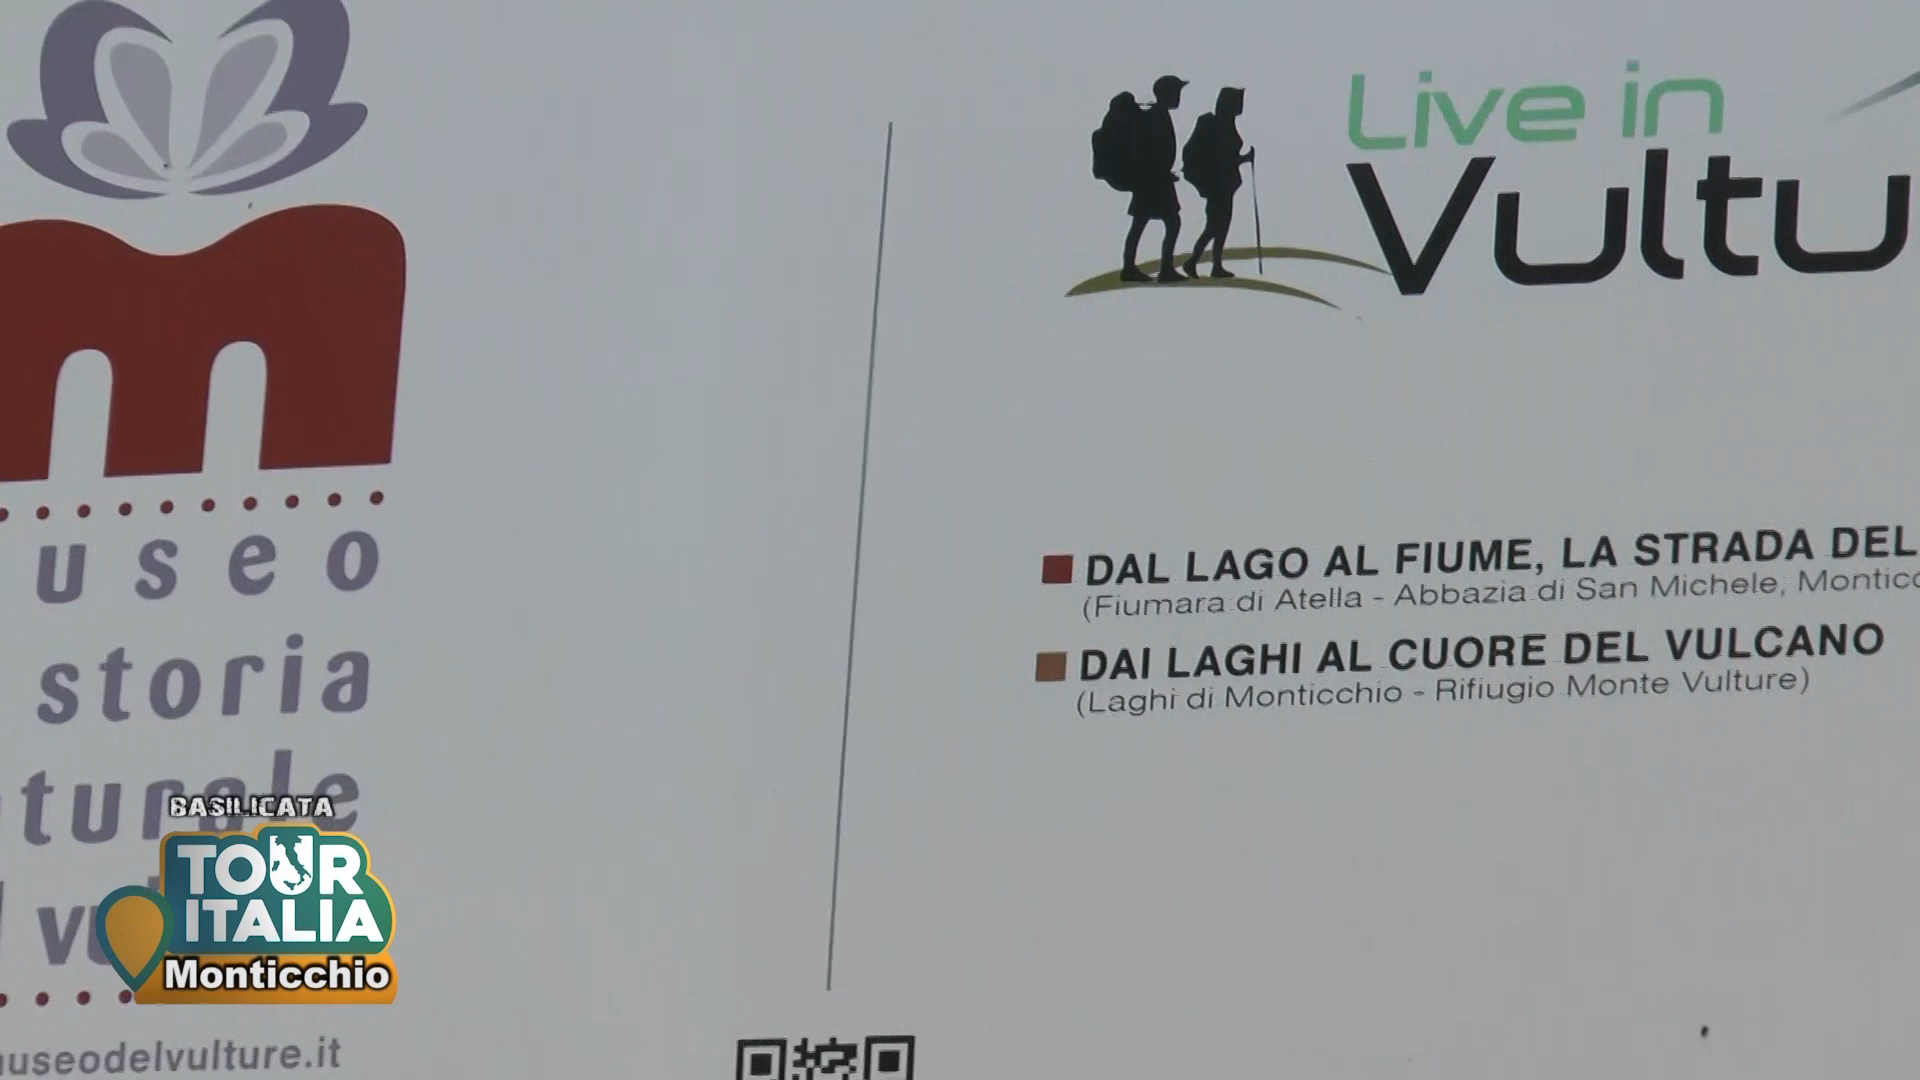 useo
storia
turale
vu
useodelvulture.it
Live in
Vultu
DAL LAGO AL FIUME, LA STRADA DEL
(Fiumara di Atella - Abbazia di San Michele, Monticc
DAI LAGHI AL CUORE DEL VULCANO
(Laghi di Monticchio - Rifiugio Monte Vulture)
BASILICATA
TOUR
ITALIA
Monticchio